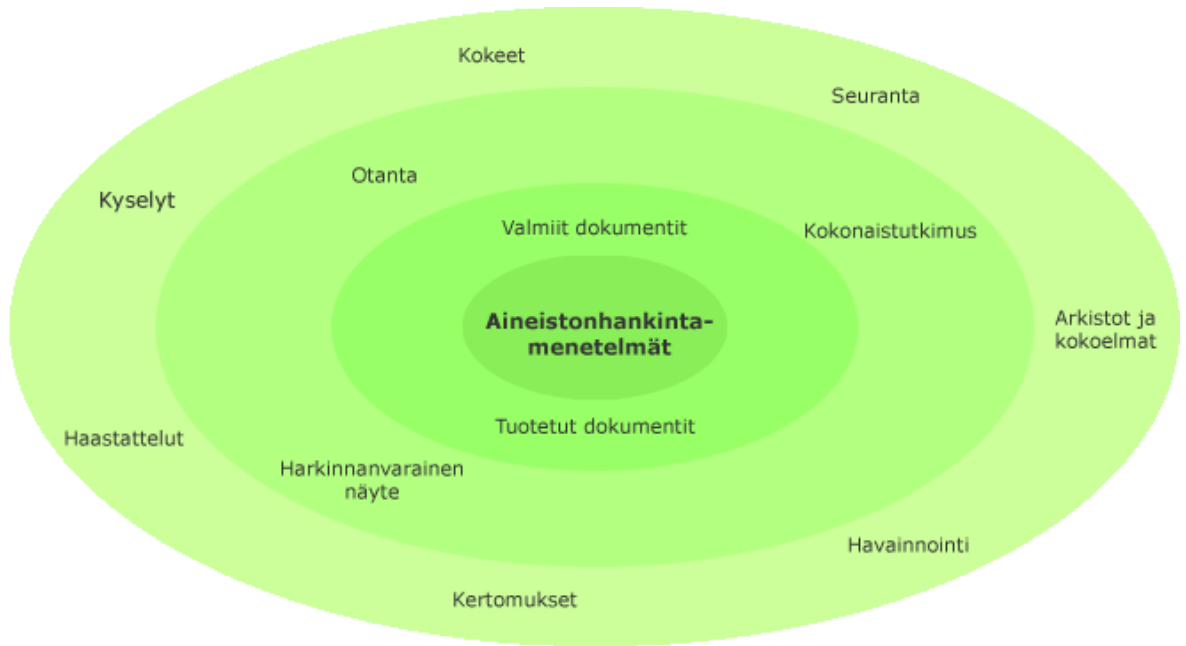 Kokeet
Seuranta
Otanta
Kyselyt
Valmiit dokumentit
Kokonaistutkimus
Aineistonhankinta-
menetelmät
Arkistot ja
kokoelmat
Tuotetut dokumentit
Haastattelut
Harkinnanvarainen
näyte
Havainnointi
Kertomukset